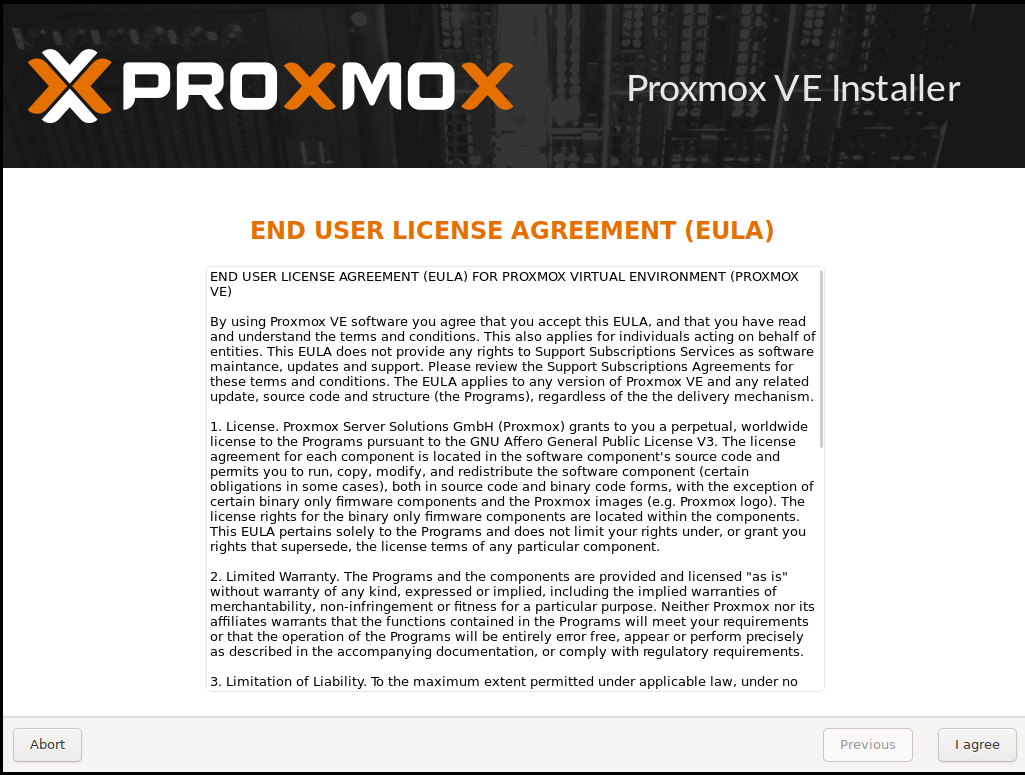 PROXMOX
Proxmox VE Installer
END USER LICENSE AGREEMENT (EULA)
END USER LICENSE AGREEMENT (EULA) FOR PROXMOX VIRTUAL ENVIRONMENT (PROXMOX
VE)
By using Proxmox VE software you agree that you accept this EULA, and that you have read
and understand the terms and conditions. This also applies for individuals acting on behalf of
entities. This EULA does not provide any rights to Support Subscriptions Services as software
maintance, updates and support. Please review the Support Subscriptions Agreements for
these terms and conditions. The EULA applies to any version of Proxmox VE and any related
update, source code and structure (the Programs), regardless of the the delivery mechanism.
1. License. Proxmox Server Solutions GmbH (Proxmox) grants to you a perpetual, worldwide
license to the Programs pursuant to the GNU Affero General Public License V3. The license
agreement for each component is located in the software component's source code and
permits you to run, copy, modify, and redistribute the software component (certain
obligations in some cases), both in source code and binary code forms, with the exception of
certain binary only firmware components and the Proxmox images (e.g. Proxmox logo). The
license rights for the binary only firmware components are located within the components.
This EULA pertains solely to the Programs and does not limit your rights under, or grant you
rights that supersede, the license terms of any particular component.
2. Limited Warranty. The Programs and the components are provided and licensed "as is"
without warranty of any kind, expressed or implied, including the implied warranties of
merchantability, non-infringement or fitness for a particular purpose. Neither Proxmox nor its
affiliates warrants that the functions contained in the Programs will meet your requirements
or that the operation of the Programs will be entirely error free, appear or perform precisely
as described in the accompanying documentation, or comply with regulatory requirements.
3. Limitation of Liability. To the maximum extent permitted under applicable law, under no
Abort
Previous
I agree